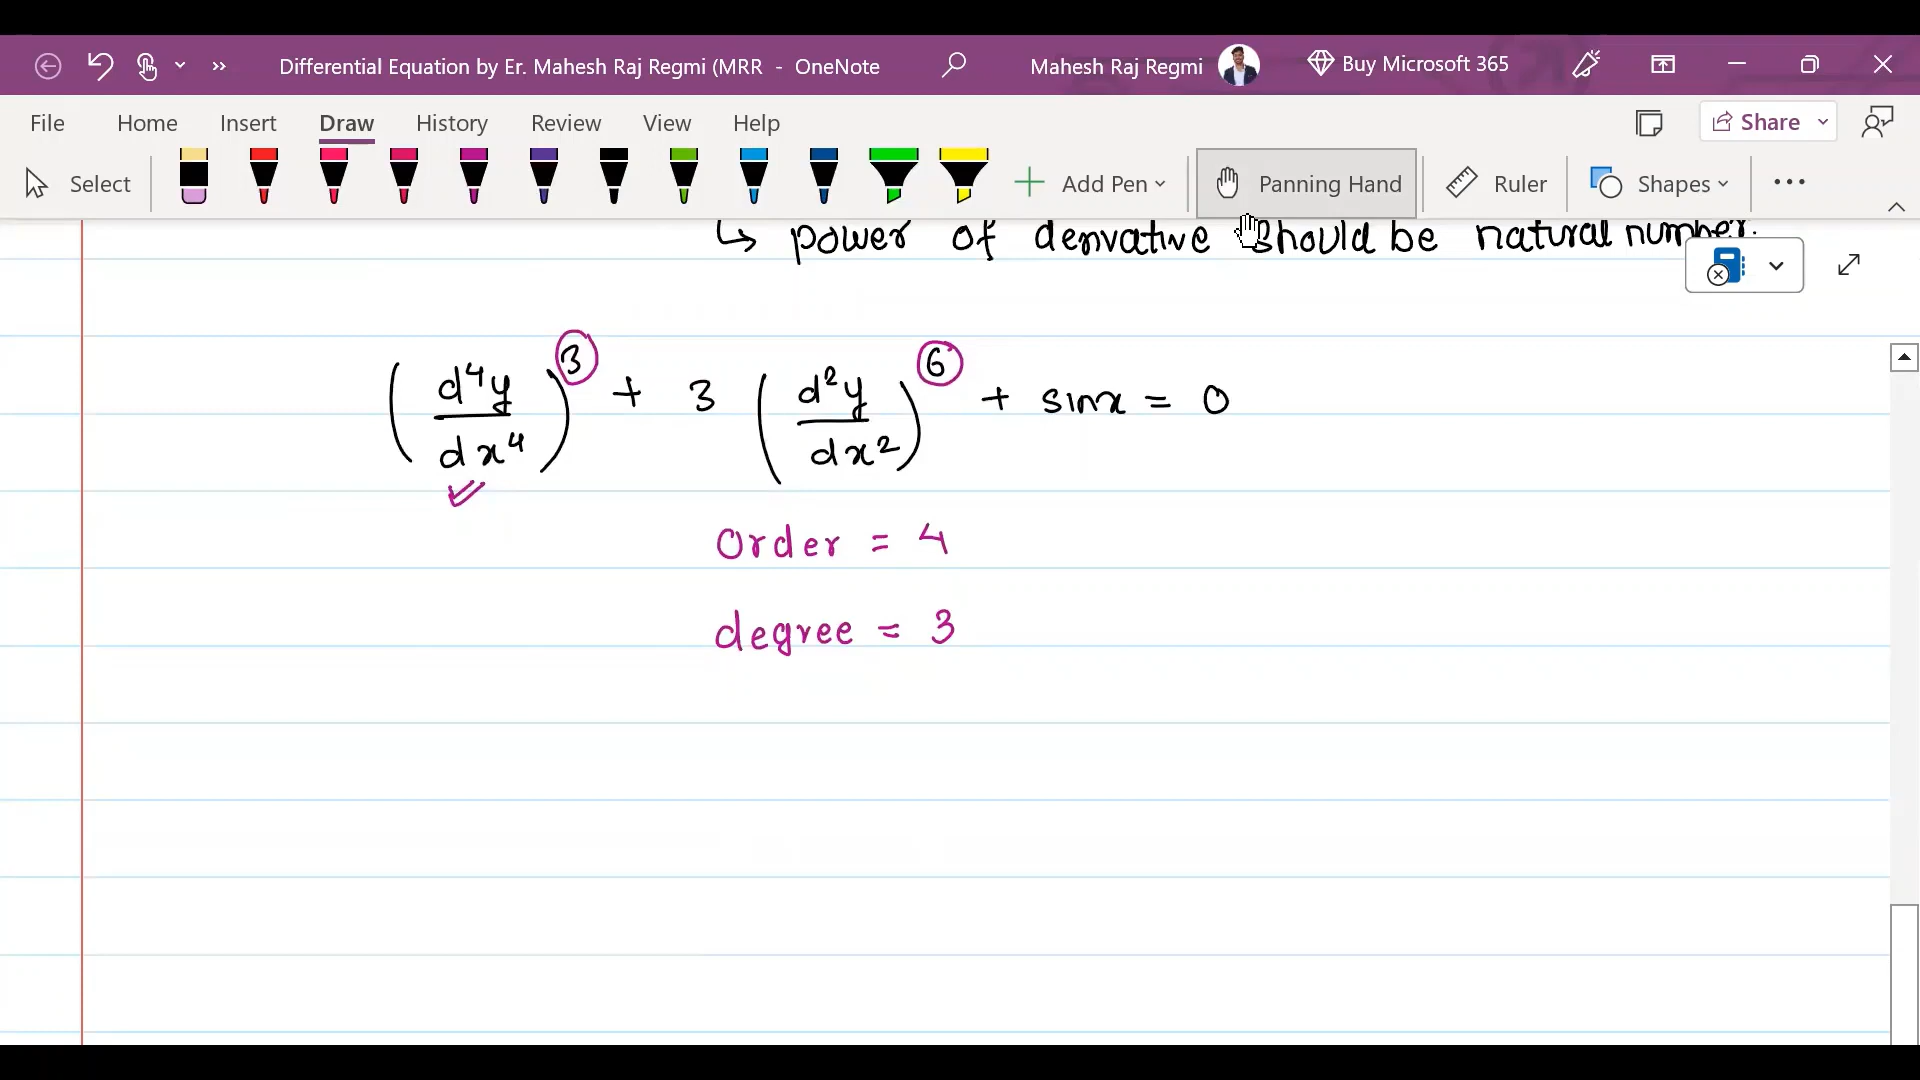 Differential Equation by Er. Mahesh Raj Regmi (MRR - OneNote Mahesh Raj Regmi Buy Microsoft 365
File Home Insert Draw History Review View Help Share
Select Add Pen Panning Hand Ruler Shapes
↳ power of derivative should be natural number.
(d⁴y/dx⁴)³ + 3 (d²y/dx²)⁶ + sinx = 0
Order = 4
degree = 3